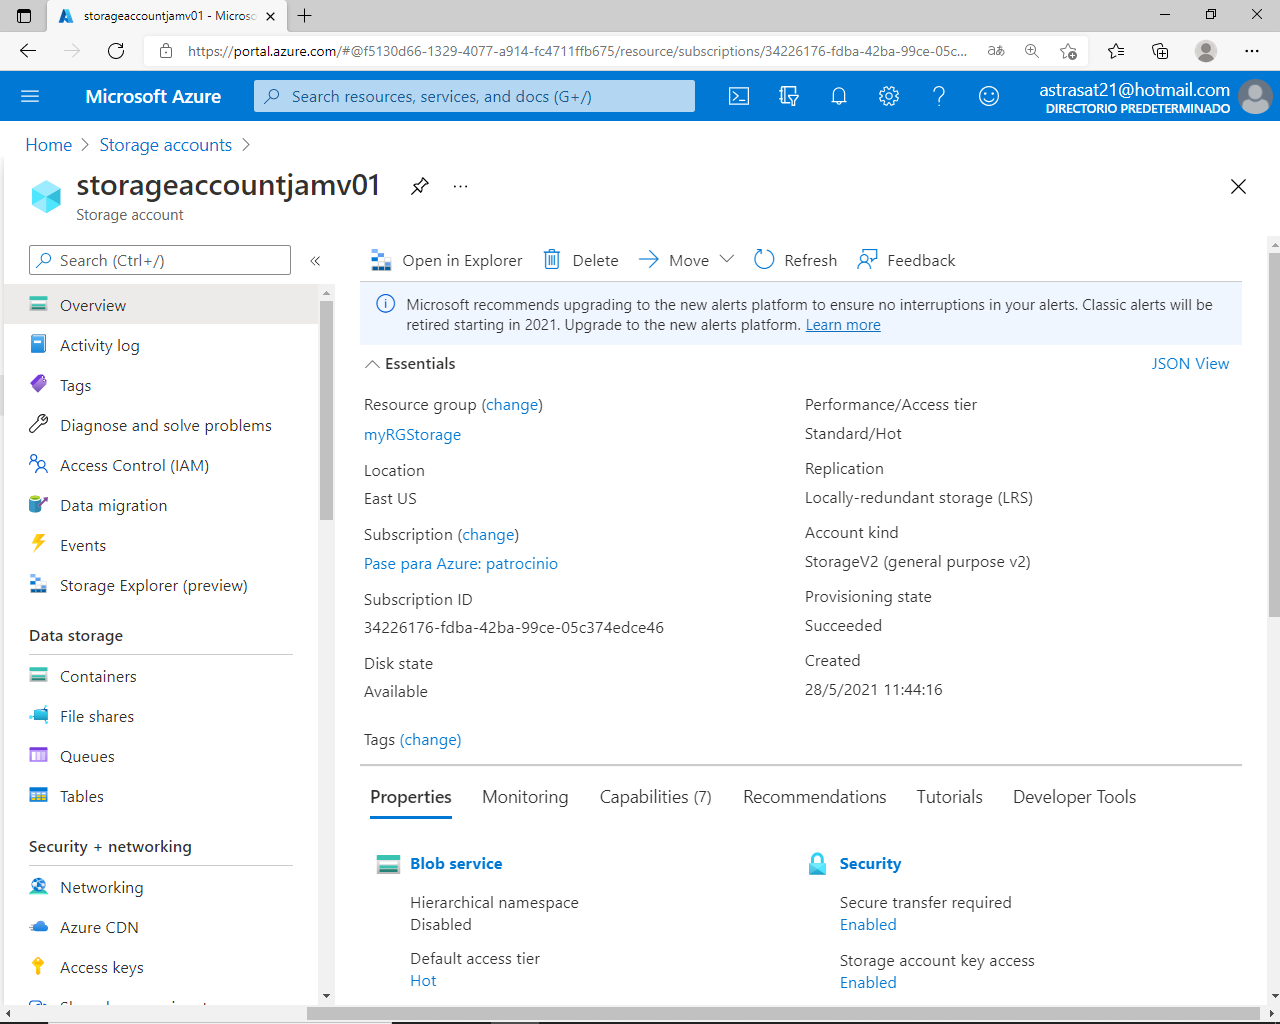 storageaccountjamv01 - Microso
https://portal.azure.com/#@f5130d66-1329-4077-a914-fc4711ffb675/resource/subscriptions/34226176-fdba-42ba-99ce-05c...
Microsoft Azure
Search resources, services, and docs (G+/)
astrasat21@hotmail.com
DIRECTORIO PREDETERMINADO
Home > Storage accounts >
storageaccountjamv01
Storage account
Search (Ctrl+/)
Overview
Activity log
Tags
Diagnose and solve problems
Access Control (IAM)
Data migration
Events
Storage Explorer (preview)
Data storage
Containers
File shares
Queues
Tables
Security + networking
Networking
Azure CDN
Access keys
Open in Explorer
Delete
Move
Refresh
Feedback
Microsoft recommends upgrading to the new alerts platform to ensure no interruptions in your alerts. Classic alerts will be
retired starting in 2021. Upgrade to the new alerts platform. Learn more
Essentials
JSON View
Resource group (change)
myRGStorage
Location
East US
Subscription (change)
Pase para Azure: patrocinio
Subscription ID
34226176-fdba-42ba-99ce-05c374edce46
Disk state
Available
Tags (change)
Performance/Access tier
Standard/Hot
Replication
Locally-redundant storage (LRS)
Account kind
StorageV2 (general purpose v2)
Provisioning state
Succeeded
Created
28/5/2021 11:44:16
Properties
Monitoring
Capabilities (7)
Recommendations
Tutorials
Developer Tools
Blob service
Hierarchical namespace
Disabled
Default access tier
Hot
Security
Secure transfer required
Enabled
Storage account key access
Enabled